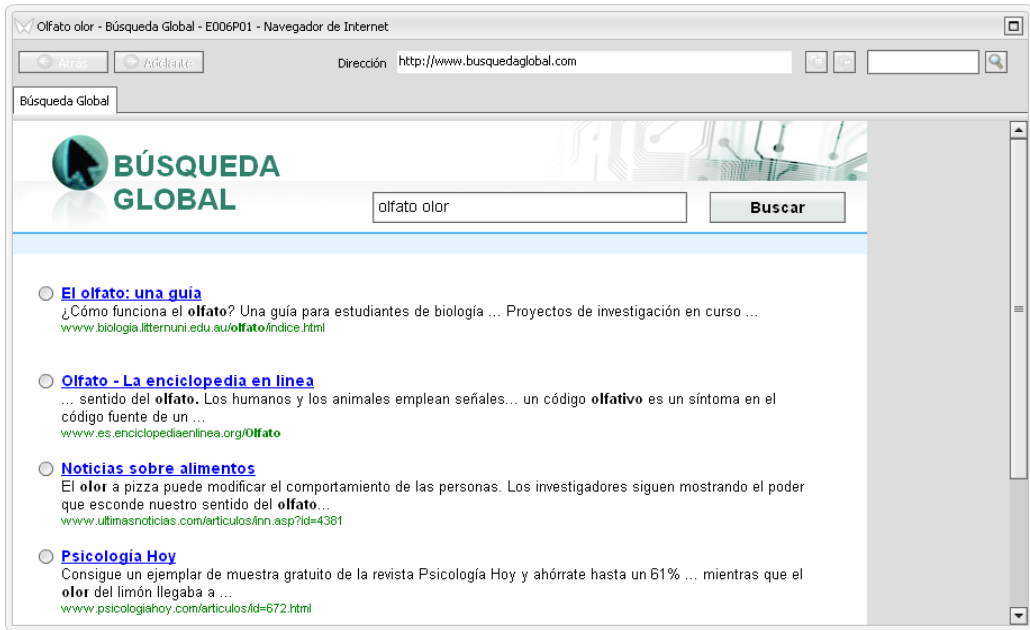 Olfato olor - Búsqueda Global - E006P01 - Navegador de Internet
Atrás Adelante Dirección http://www.busquedaglobal.com
Búsqueda Global
BÚSQUEDA
GLOBAL
olfato olor Buscar
El olfato: una guía
¿Cómo funciona el olfato? Una guía para estudiantes de biología ... Proyectos de investigación en curso ...
www.biologia.litternuni.edu.au/olfato/indice.html
Olfato - La enciclopedia en linea
... sentido del olfato. Los humanos y los animales emplean señales... un código olfativo es un síntoma en el
código fuente de un ...
www.es.enciclopediaenlinea.org/Olfato
Noticias sobre alimentos
El olor a pizza puede modificar el comportamiento de las personas. Los investigadores siguen mostrando el poder
que esconde nuestro sentido del olfato...
www.ultimasnoticias.com/articulos/inn.asp?id=4381
Psicología Hoy
Consigue un ejemplar de muestra gratuito de la revista Psicología Hoy y ahórrate hasta un 61% ... mientras que el
olor del limón llegaba a ...
www.psicologiahoy.com/articulos/id=672.html